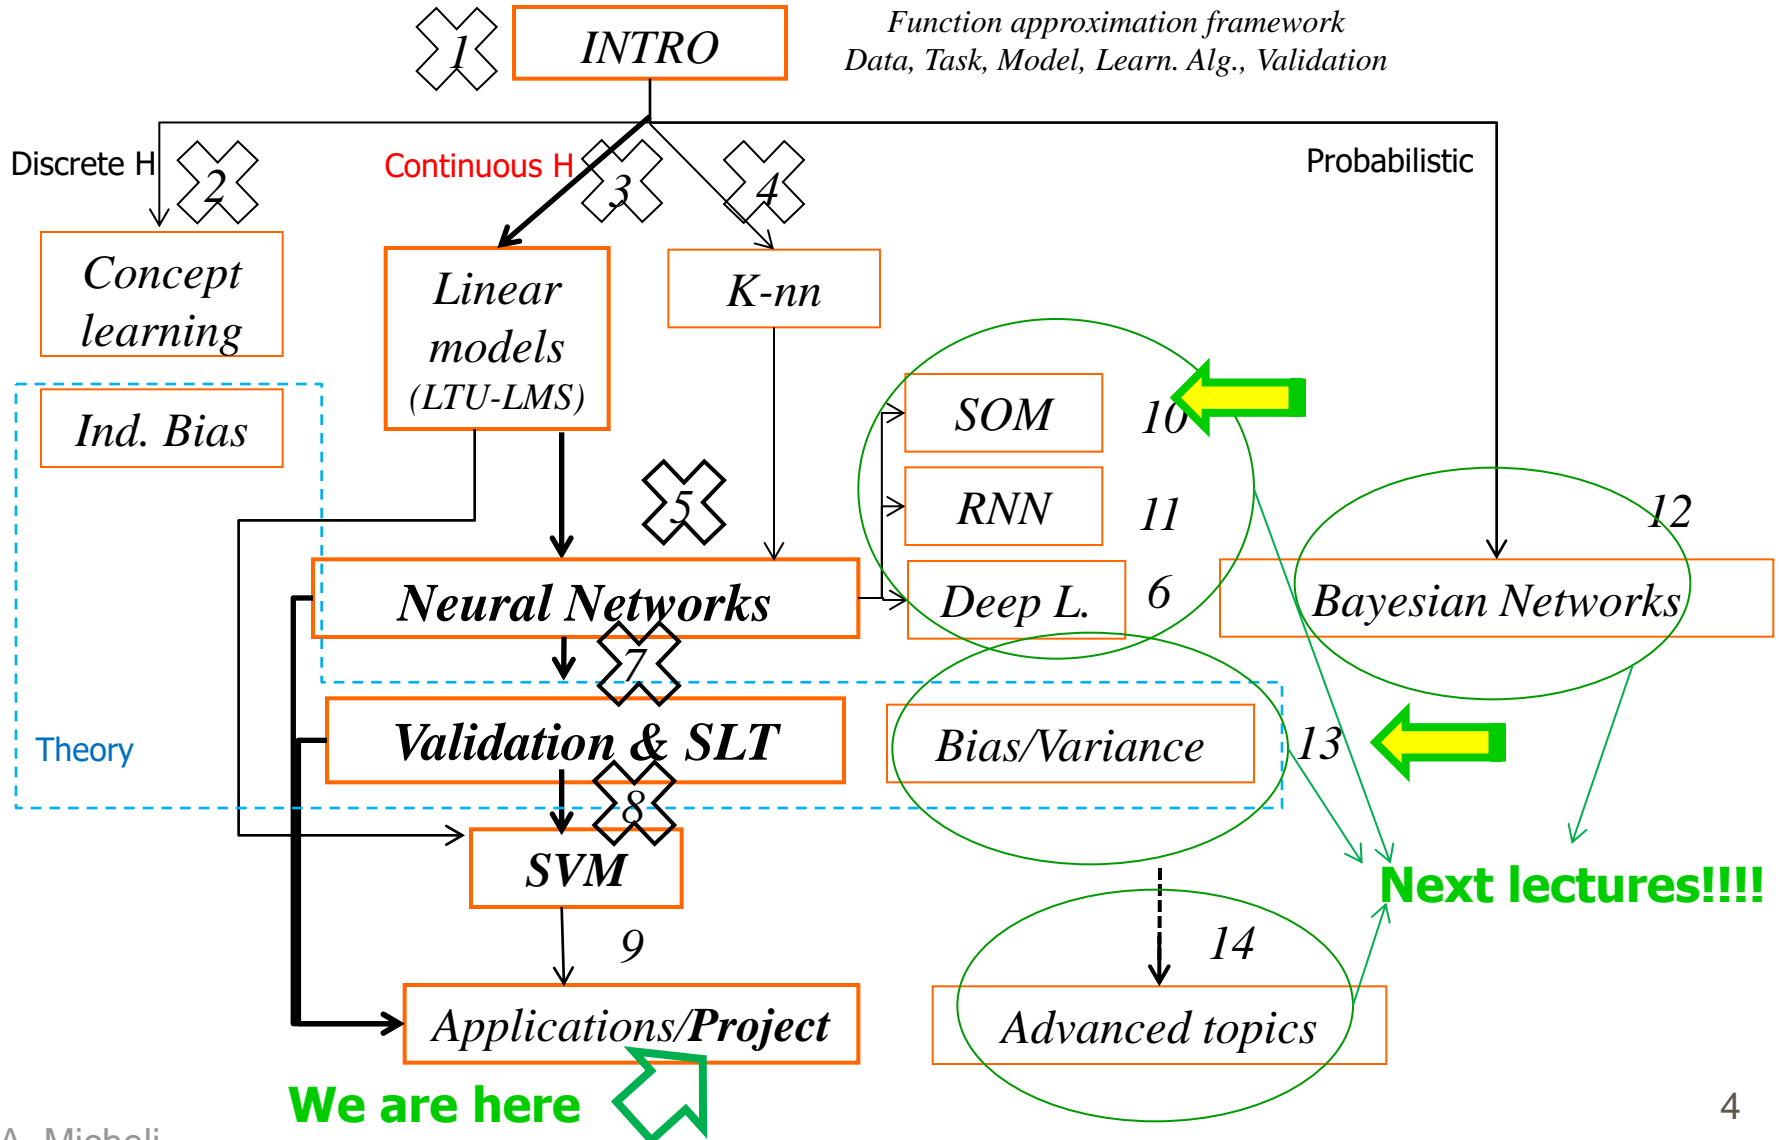 1
INTRO
Function approximation framework
Data, Task, Model, Learn. Alg., Validation
Discrete H
2
Continuous H
3
4
Probabilistic
Concept
learning
Linear
models
(LTU-LMS)
K-nn
Ind. Bias
SOM
10
5
RNN
11
12
Neural Networks
Deep L.
6
Bayesian Networks
7
Theory
Validation & SLT
Bias/Variance
13
8
SVM
Next lectures!!!!
9
14
Applications/Project
Advanced topics
We are here
4
A. Micheli